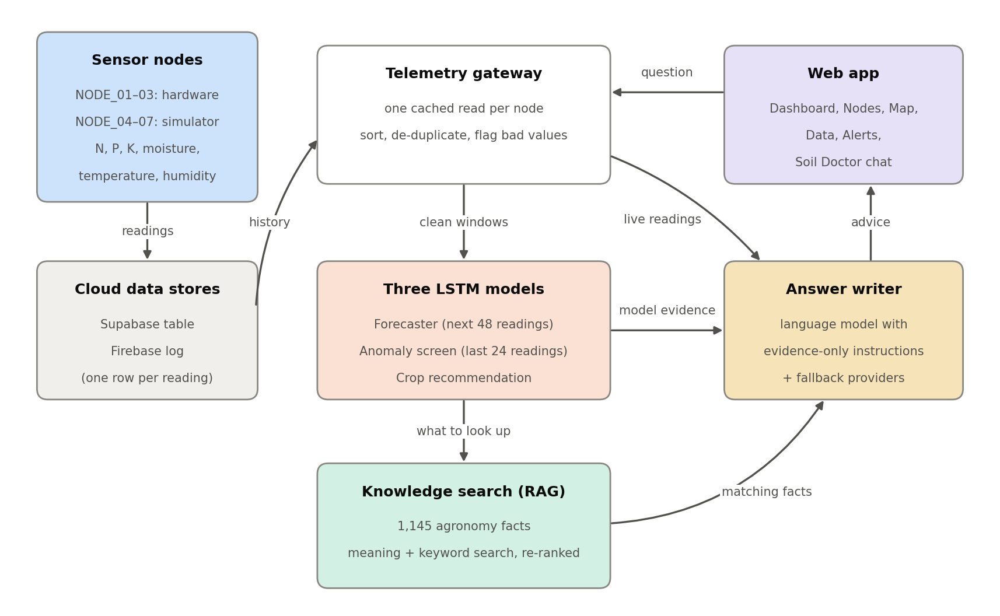 Sensor nodes
NODE_01–03: hardware
NODE_04–07: simulator
N, P, K, moisture,
temperature, humidity
Telemetry gateway
one cached read per node
sort, de-duplicate, flag bad values
question
Web app
Dashboard, Nodes, Map,
Data, Alerts,
Soil Doctor chat
readings
history
clean windows
live readings
advice
Cloud data stores
Supabase table
Firebase log
(one row per reading)
Three LSTM models
Forecaster (next 48 readings)
Anomaly screen (last 24 readings)
Crop recommendation
model evidence
Answer writer
language model with
evidence-only instructions
+ fallback providers
what to look up
Knowledge search (RAG)
1,145 agronomy facts
meaning + keyword search, re-ranked
matching facts